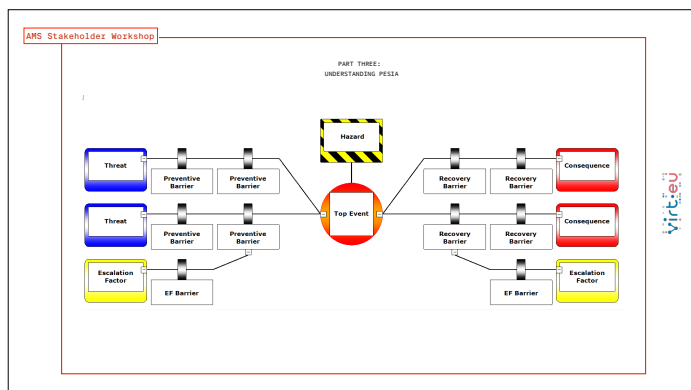 AMS Stakeholder Workshop
PART THREE:
UNDERSTANDING PESIA
Hazard
Threat
Preventive
Barrier
Preventive
Barrier
Recovery
Barrier
Recovery
Barrier
Consequence
Top Event
Threat
Preventive
Barrier
Preventive
Barrier
Recovery
Barrier
Recovery
Barrier
Consequence
Escalation
Factor
EF Barrier
EF Barrier
Escalation
Factor
virt:eu